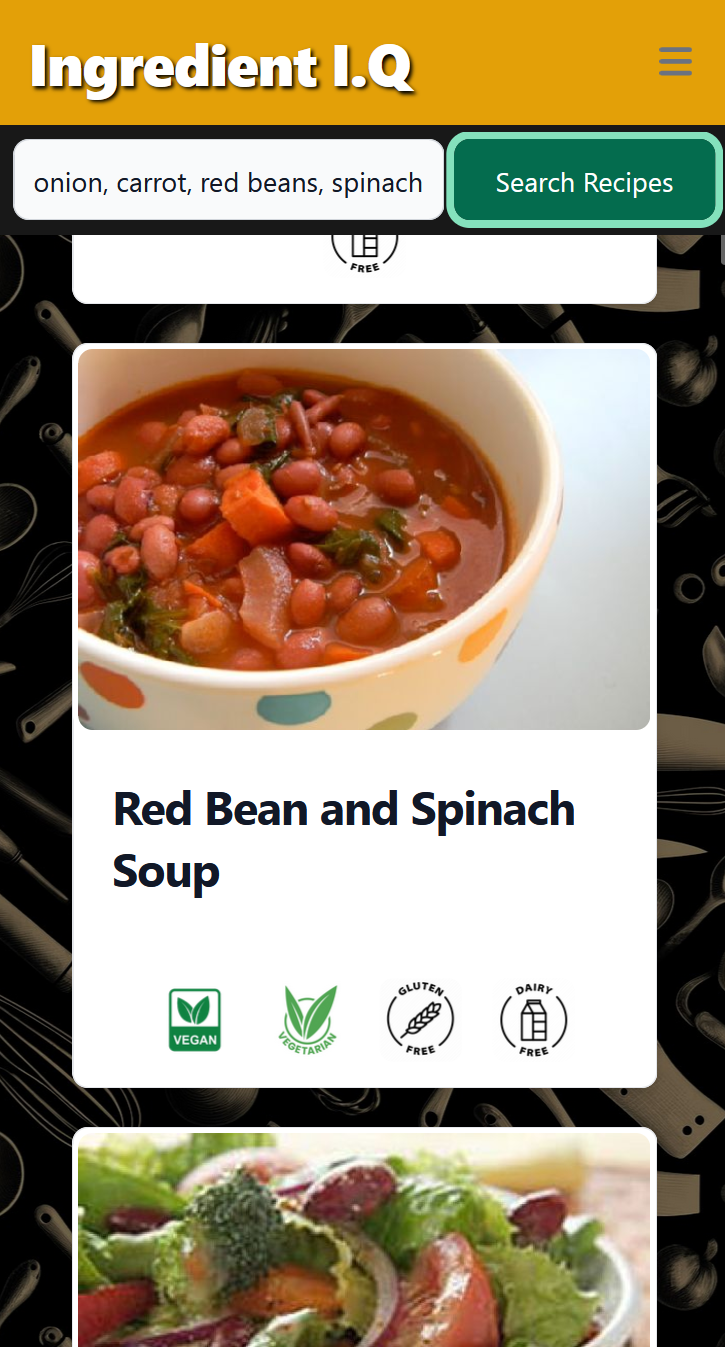 Ingredient I.Q
onion, carrot, red beans, spinach
Search Recipes
FREE
Red Bean and Spinach
Soup
VEGAN
VEGETARIAN
GLUTEN
FREE
DAIRY
FREE